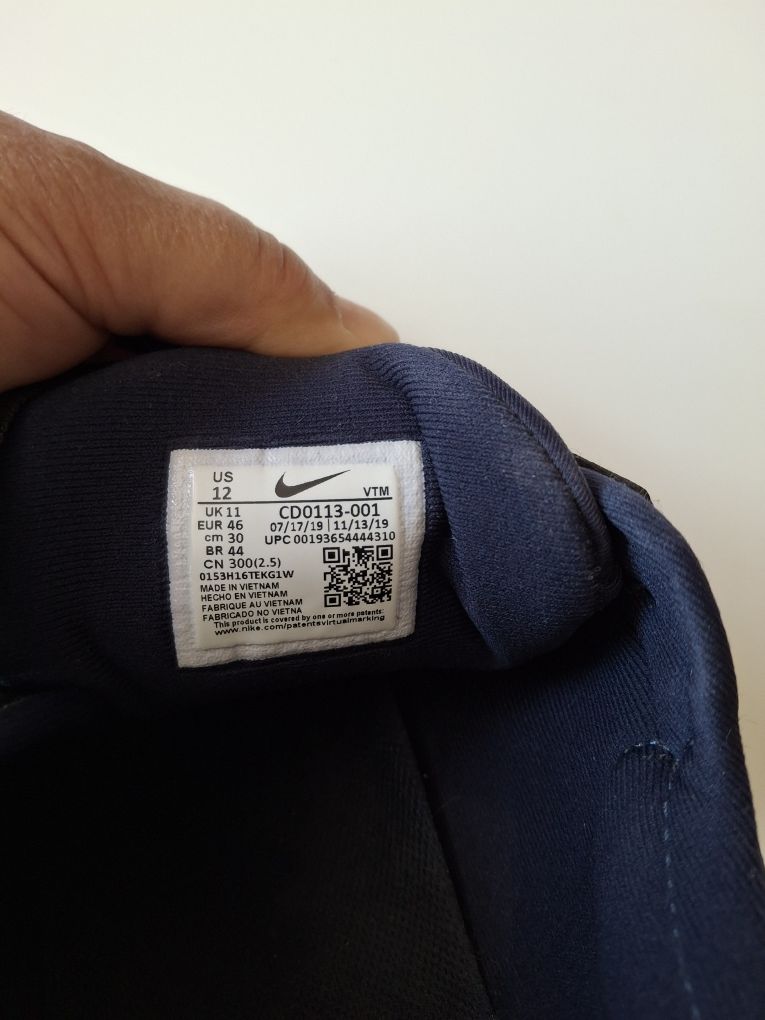 US
12
VTM
UK 11
CD0113-001
EUR 46
07/17/19 | 11/13/19
cm 30
UPC 00193654444310
BR 44
CN 300(2.5)
01S3H16TEKG1W
MADE IN VIETNAM
HECHO EN VIETNAM
FABRIQUE AU VIETNAM
FABRICADO NO VIETNA
This product is covered by one or more patents:
www.nike.com/patentsvirtualmarking